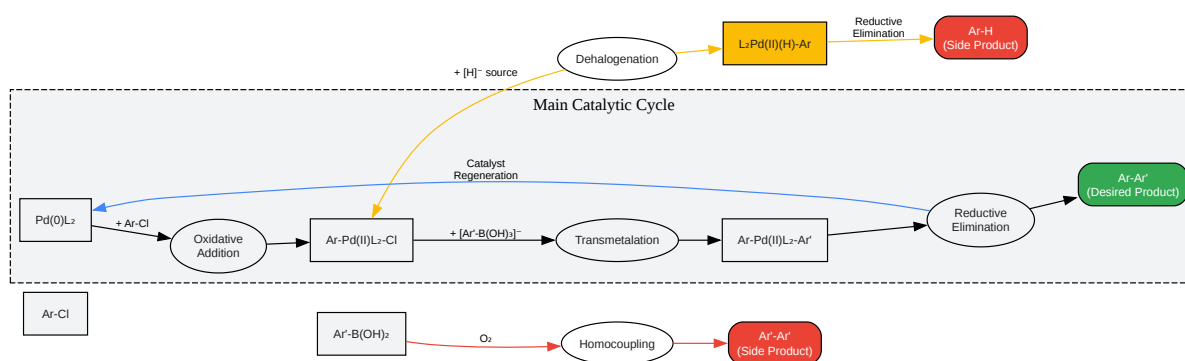 Reductive
Elimination
Ar-H
(Side Product)
L₂Pd(II)(H)-Ar
Dehalogenation
+ [H]⁻ source
Main Catalytic Cycle
Catalyst
Regeneration
Ar-Ar'
(Desired Product)
Pd(0)L₂
+ Ar-Cl
Oxidative
Addition
Ar-Pd(II)L₂-Cl
+ [Ar'-B(OH)₃]⁻
Transmetalation
Ar-Pd(II)L₂-Ar'
Reductive
Elimination
Ar-Cl
Ar'-B(OH)₂
O₂
Homocoupling
Ar'-Ar'
(Side Product)